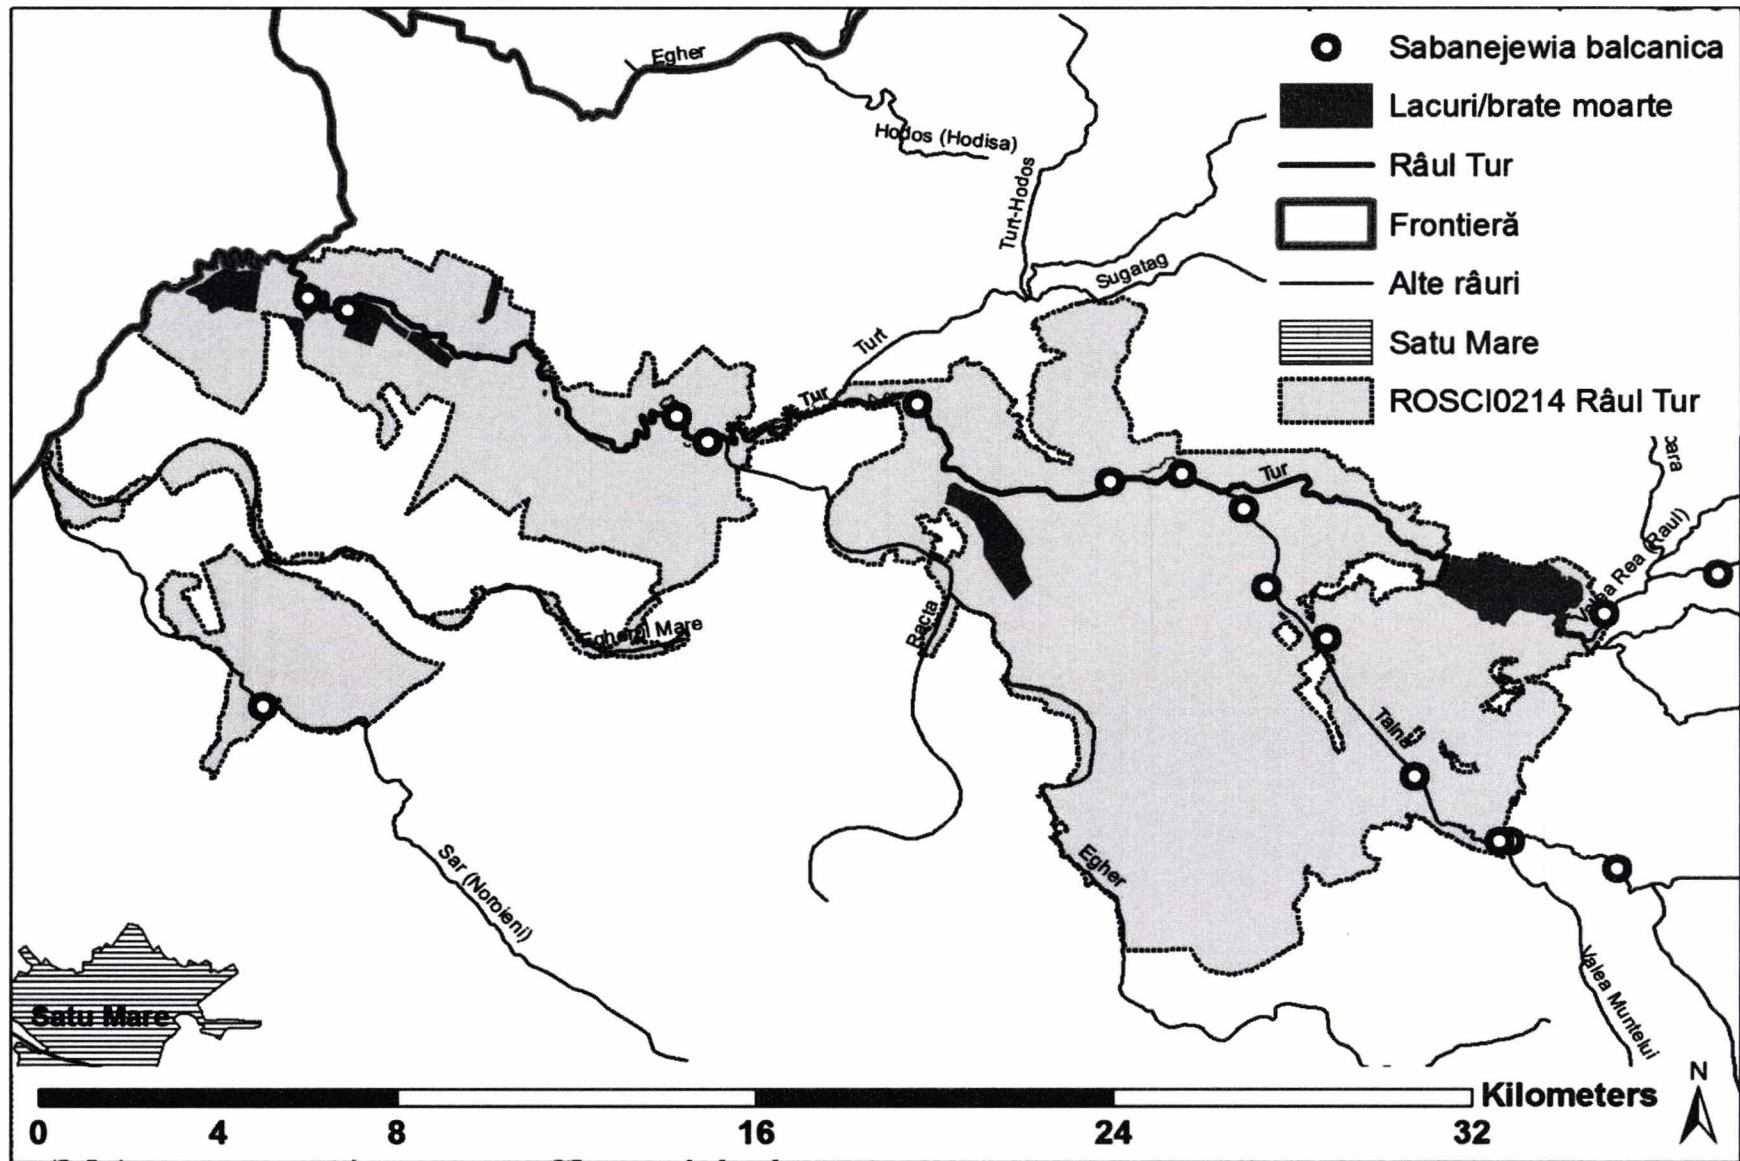 Sabanejewia balcanica
Lacuri/brate moarte
Râul Tur
Frontieră
Alte râuri
Satu Mare
ROSCI0214 Râul Tur
Egher
Hodos (Hodisa)
Turt-Hodos
Sugatag
Turt
Tur
Tur
Valea Rea (Raul)
Egherul Mare
Racta
Talna
Egher
Sar (Noroieni)
Valea Muntelui
Satu Mare
N
Kilometers
0 4 8 16 24 32